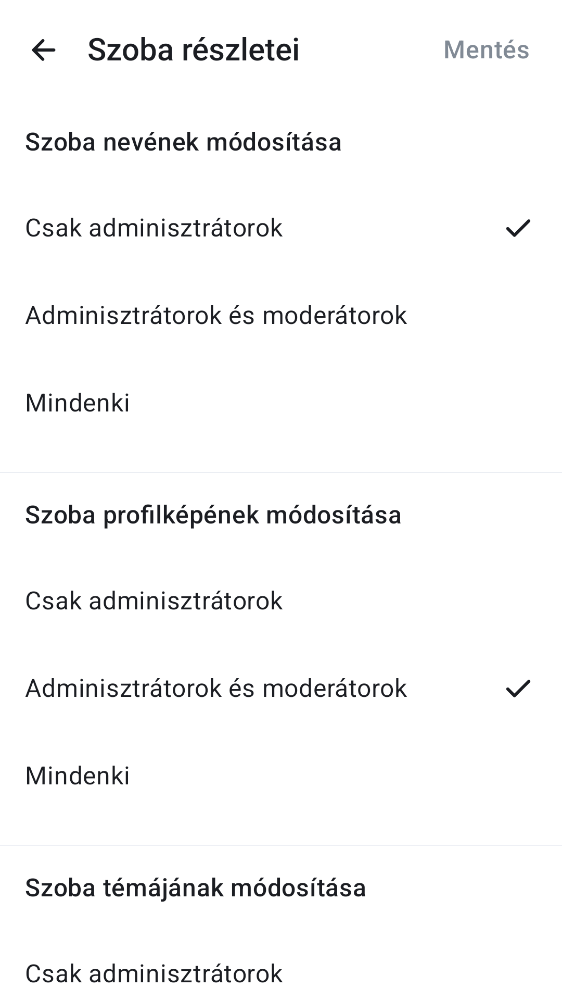 Szoba részletei
Mentés
Szoba nevének módosítása
Csak adminisztrátorok
Adminisztrátorok és moderátorok
Mindenki
Szoba profilképének módosítása
Csak adminisztrátorok
Adminisztrátorok és moderátorok
Mindenki
Szoba témájának módosítása
Csak adminisztrátorok